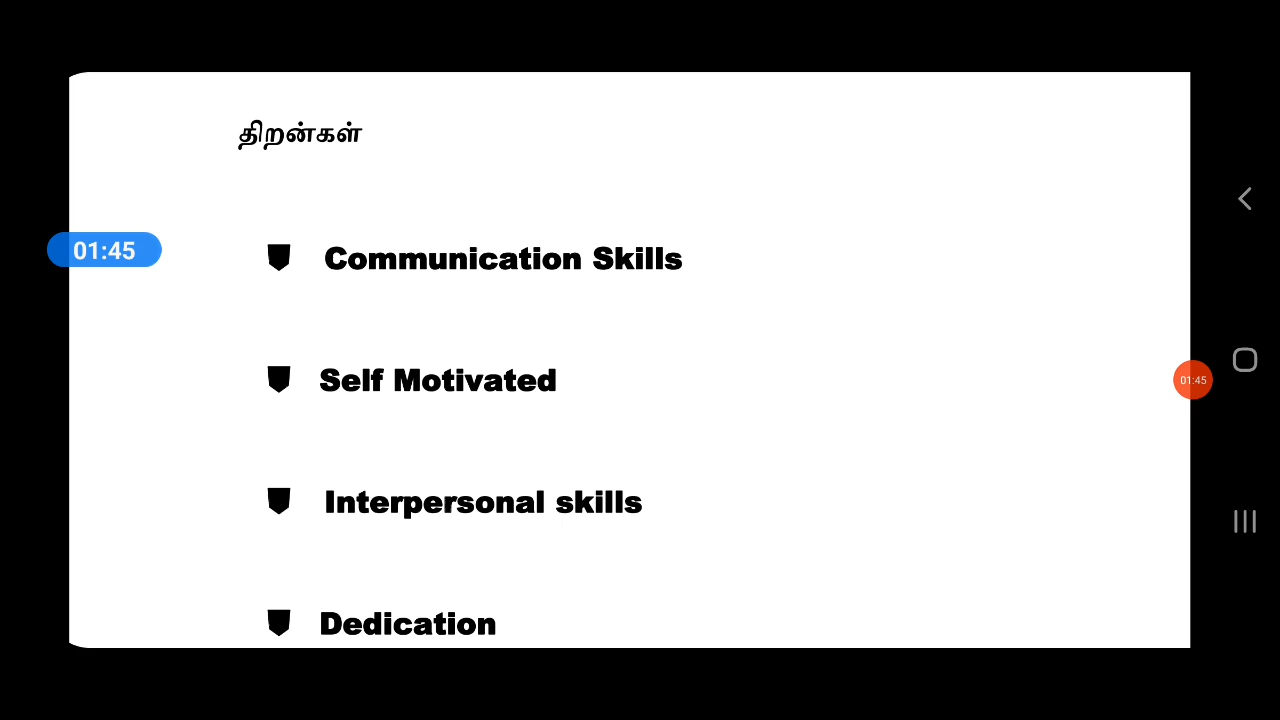 திறன்கள்
Communication Skills
01:45
Self Motivated
01:45
Interpersonal skills
Dedication